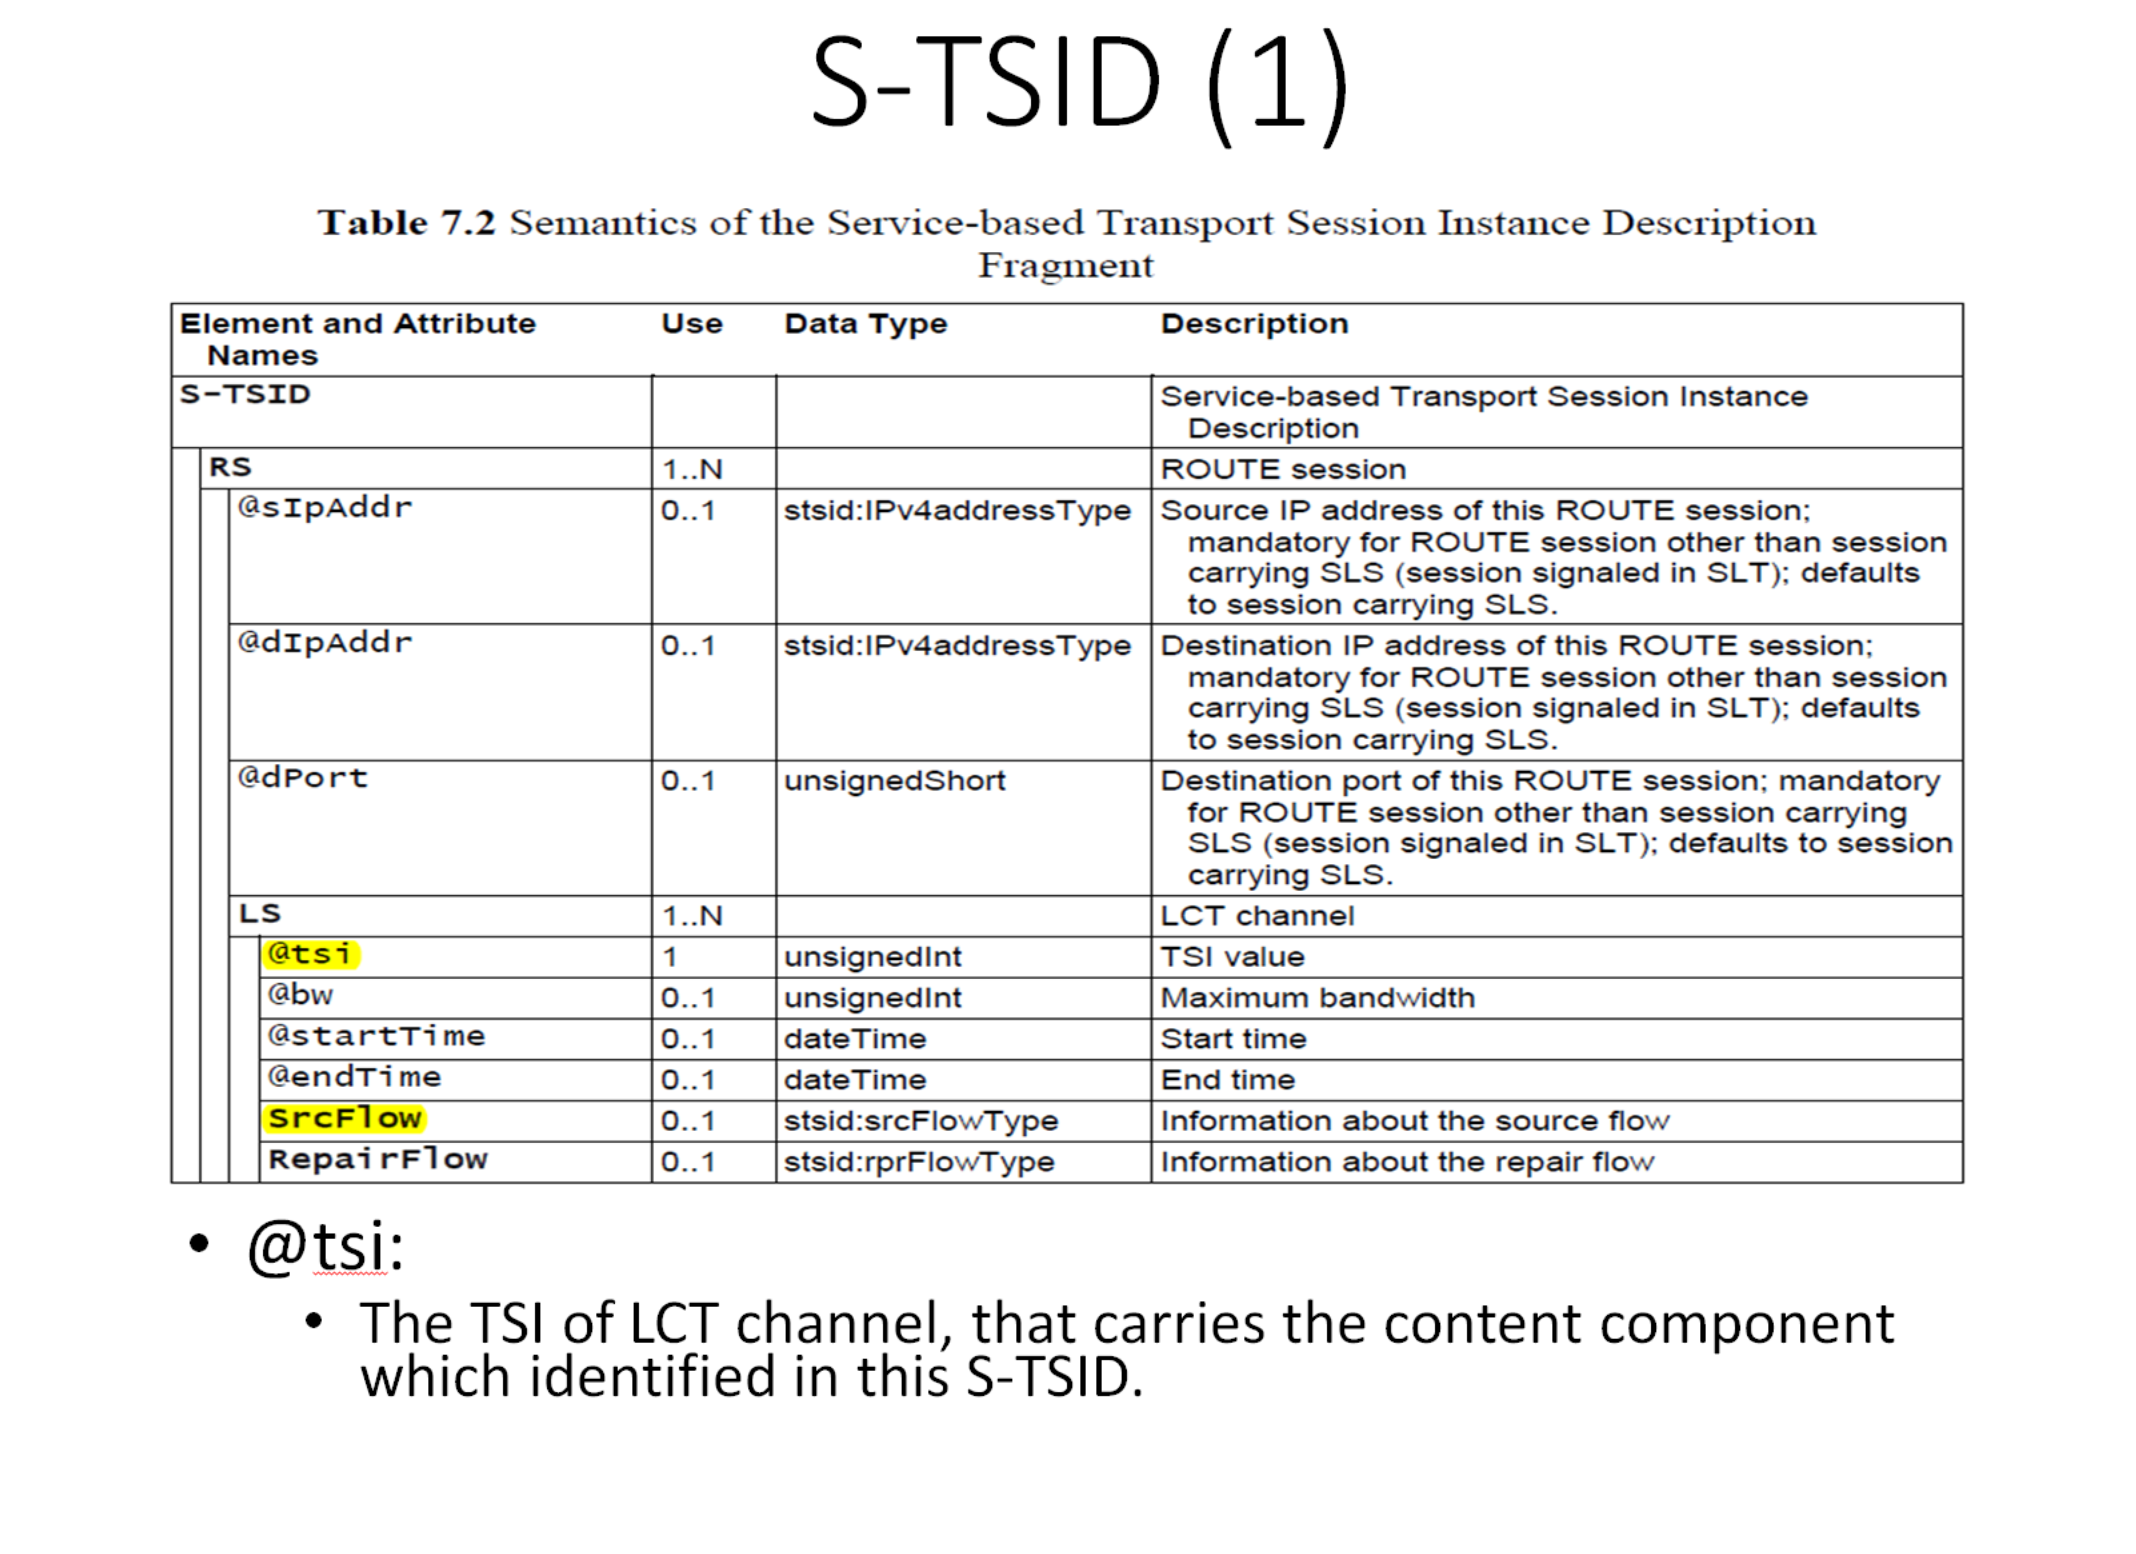 S-TSID (1)
Table 7.2 Semantics of the Service-based Transport Session Instance Description
Fragment
Element and Attribute Names Use Data Type Description
S-TSID Service-based Transport Session Instance
Description
RS 1..N ROUTE session
@sIpAddr 0..1 stsid:IPv4addressType Source IP address of this ROUTE session;
mandatory for ROUTE session other than session
carrying SLS (session signaled in SLT); defaults
to session carrying SLS.
@dIpAddr 0..1 stsid:IPv4addressType Destination IP address of this ROUTE session;
mandatory for ROUTE session other than session
carrying SLS (session signaled in SLT); defaults
to session carrying SLS.
@dPort 0..1 unsignedShort Destination port of this ROUTE session; mandatory
for ROUTE session other than session carrying
SLS (session signaled in SLT); defaults to session
carrying SLS.
LS 1..N LCT channel
@tsi 1 unsignedInt TSI value
@bw 0..1 unsignedInt Maximum bandwidth
@startTime 0..1 dateTime Start time
@endTime 0..1 dateTime End time
SrcFlow 0..1 stsid:srcFlowType Information about the source flow
RepairFlow 0..1 stsid:rprFlowType Information about the repair flow
• @tsi:
• The TSI of LCT channel, that carries the content component
which identified in this S-TSID.